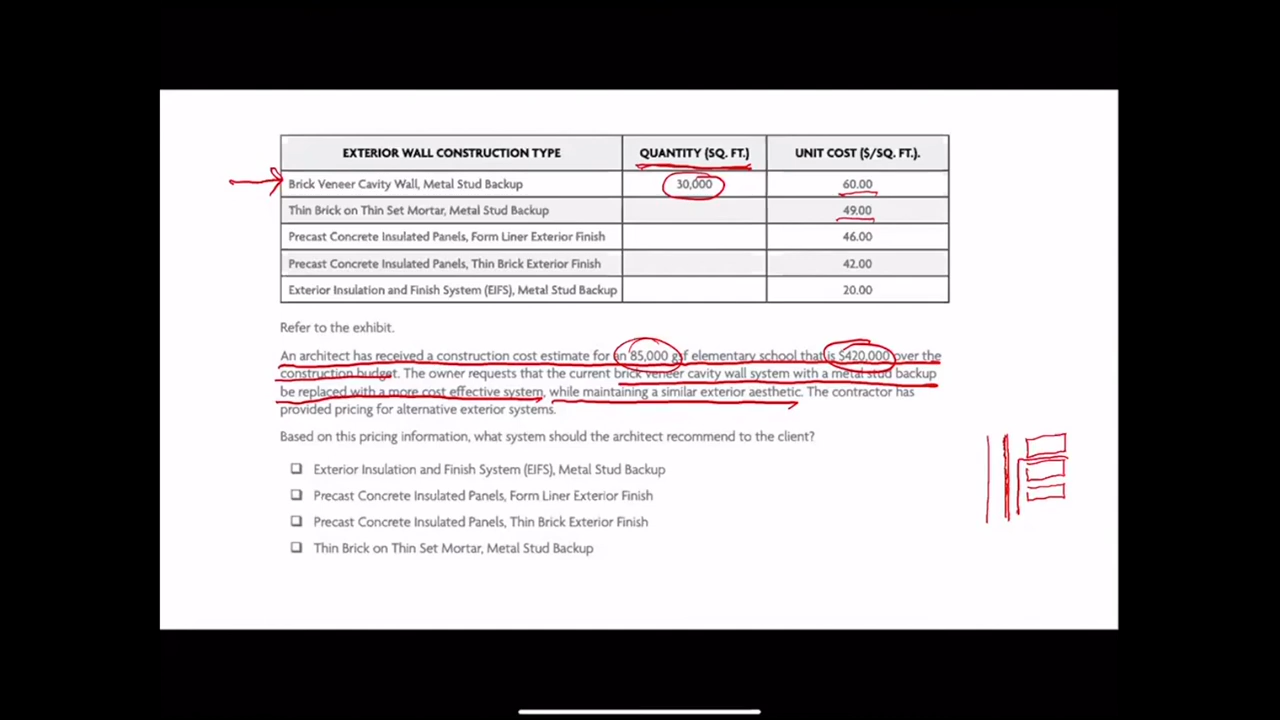 EXTERIOR WALL CONSTRUCTION TYPE QUANTITY (SQ. FT.) UNIT COST ($/SQ. FT.).
Brick Veneer Cavity Wall, Metal Stud Backup 30,000 60.00
Thin Brick on Thin Set Mortar, Metal Stud Backup 49.00
Precast Concrete Insulated Panels, Form Liner Exterior Finish 46.00
Precast Concrete Insulated Panels, Thin Brick Exterior Finish 42.00
Exterior Insulation and Finish System (EIFS), Metal Stud Backup 20.00
Refer to the exhibit.
An architect has received a construction cost estimate for an 85,000 gsf elementary school that is $420,000 over the
construction budget. The owner requests that the current brick veneer cavity wall system with a metal stud backup
be replaced with a more cost effective system, while maintaining a similar exterior aesthetic. The contractor has
provided pricing for alternative exterior systems.
Based on this pricing information, what system should the architect recommend to the client?
Exterior Insulation and Finish System (EIFS), Metal Stud Backup
Precast Concrete Insulated Panels, Form Liner Exterior Finish
Precast Concrete Insulated Panels, Thin Brick Exterior Finish
Thin Brick on Thin Set Mortar, Metal Stud Backup